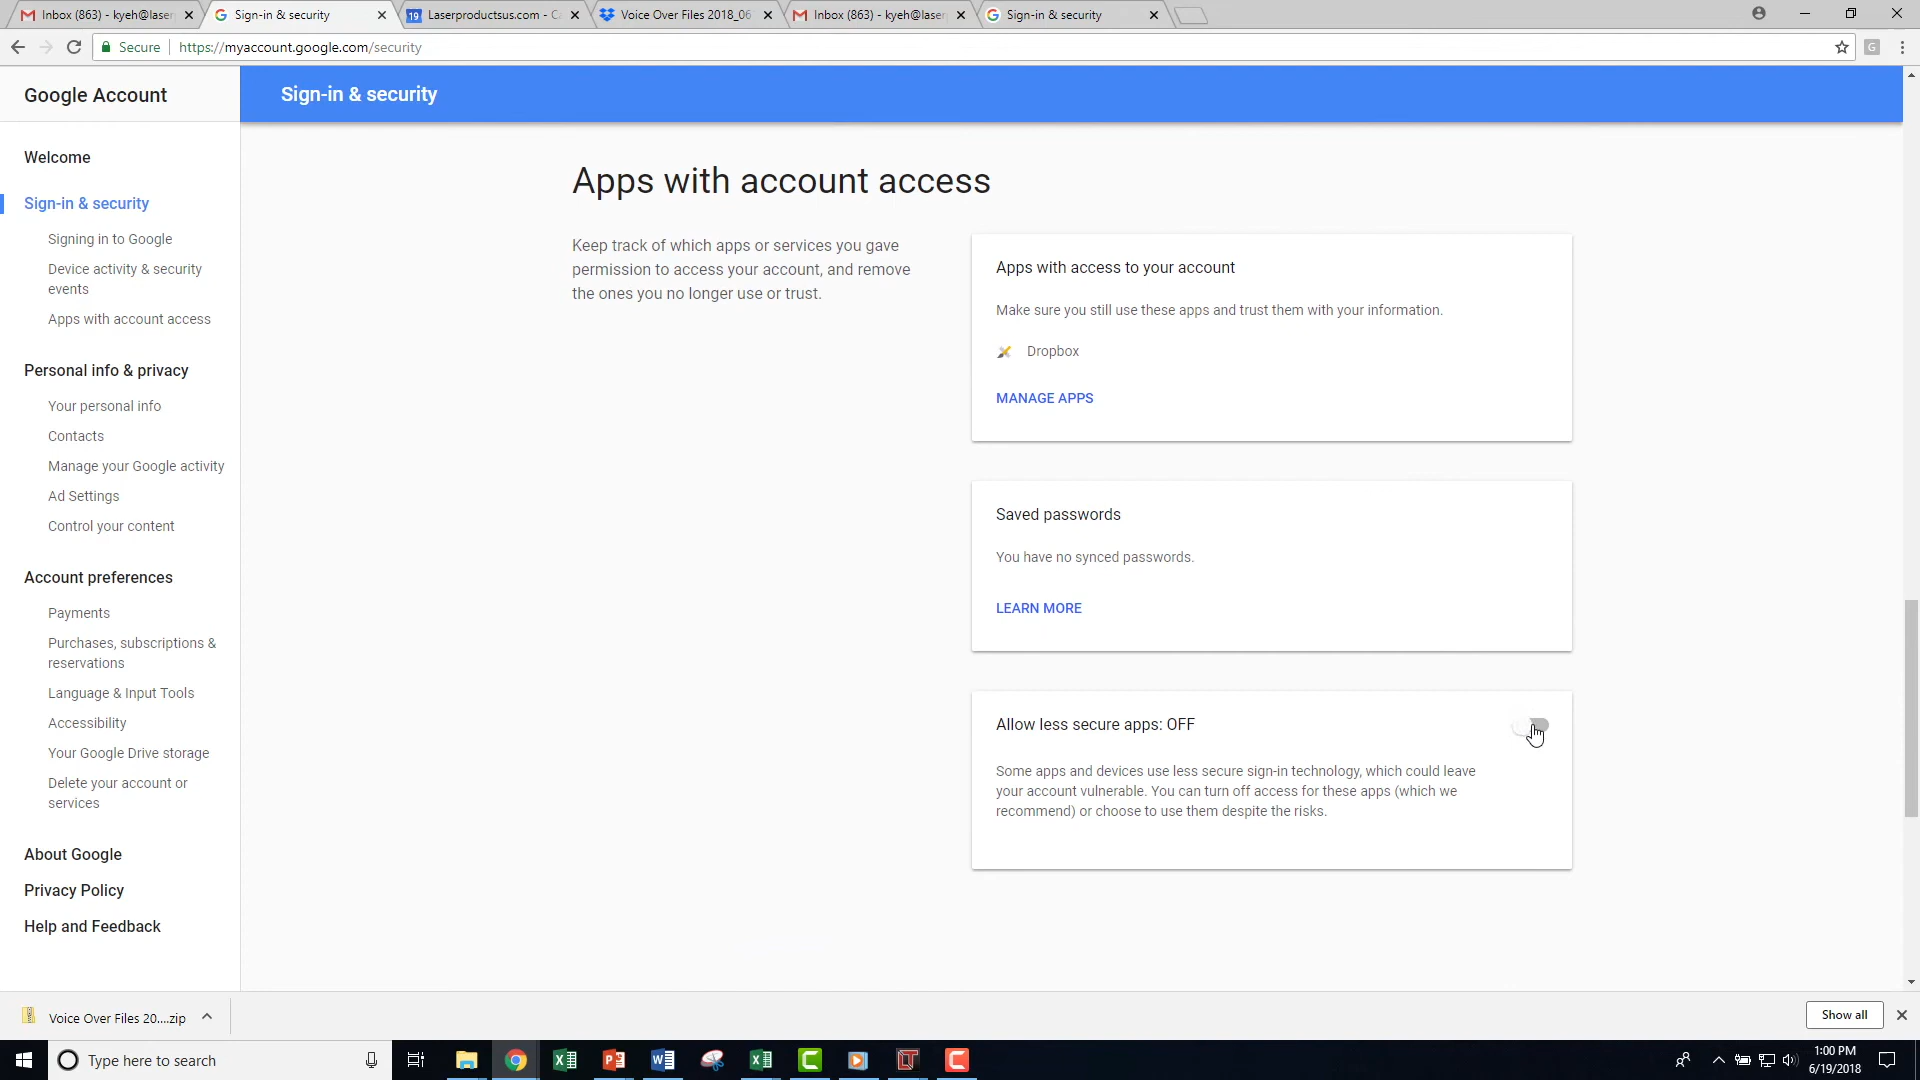 Inbox (863) - kyeh@laser
Sign-in & security
Laserproductsus.com - C
Voice Over Files 2018_06
Inbox (863) - kyeh@laser
Sign-in & security
Secure
https://myaccount.google.com/security
G
Google Account
Sign-in & security
Welcome
Sign-in & security
Signing in to Google
Device activity & security
events
Apps with account access
Personal info & privacy
Your personal info
Contacts
Manage your Google activity
Ad Settings
Control your content
Account preferences
Payments
Purchases, subscriptions &
reservations
Language & Input Tools
Accessibility
Your Google Drive storage
Delete your account or
services
About Google
Privacy Policy
Help and Feedback
Apps with account access
Keep track of which apps or services you gave
permission to access your account, and remove
the ones you no longer use or trust.
Apps with access to your account
Make sure you still use these apps and trust them with your information.
Dropbox
MANAGE APPS
Saved passwords
You have no synced passwords.
LEARN MORE
Allow less secure apps: OFF
Some apps and devices use less secure sign-in technology, which could leave
your account vulnerable. You can turn off access for these apps (which we
recommend) or choose to use them despite the risks.
Voice Over Files 20....zip
Show all
Type here to search
1:00 PM
6/19/2018